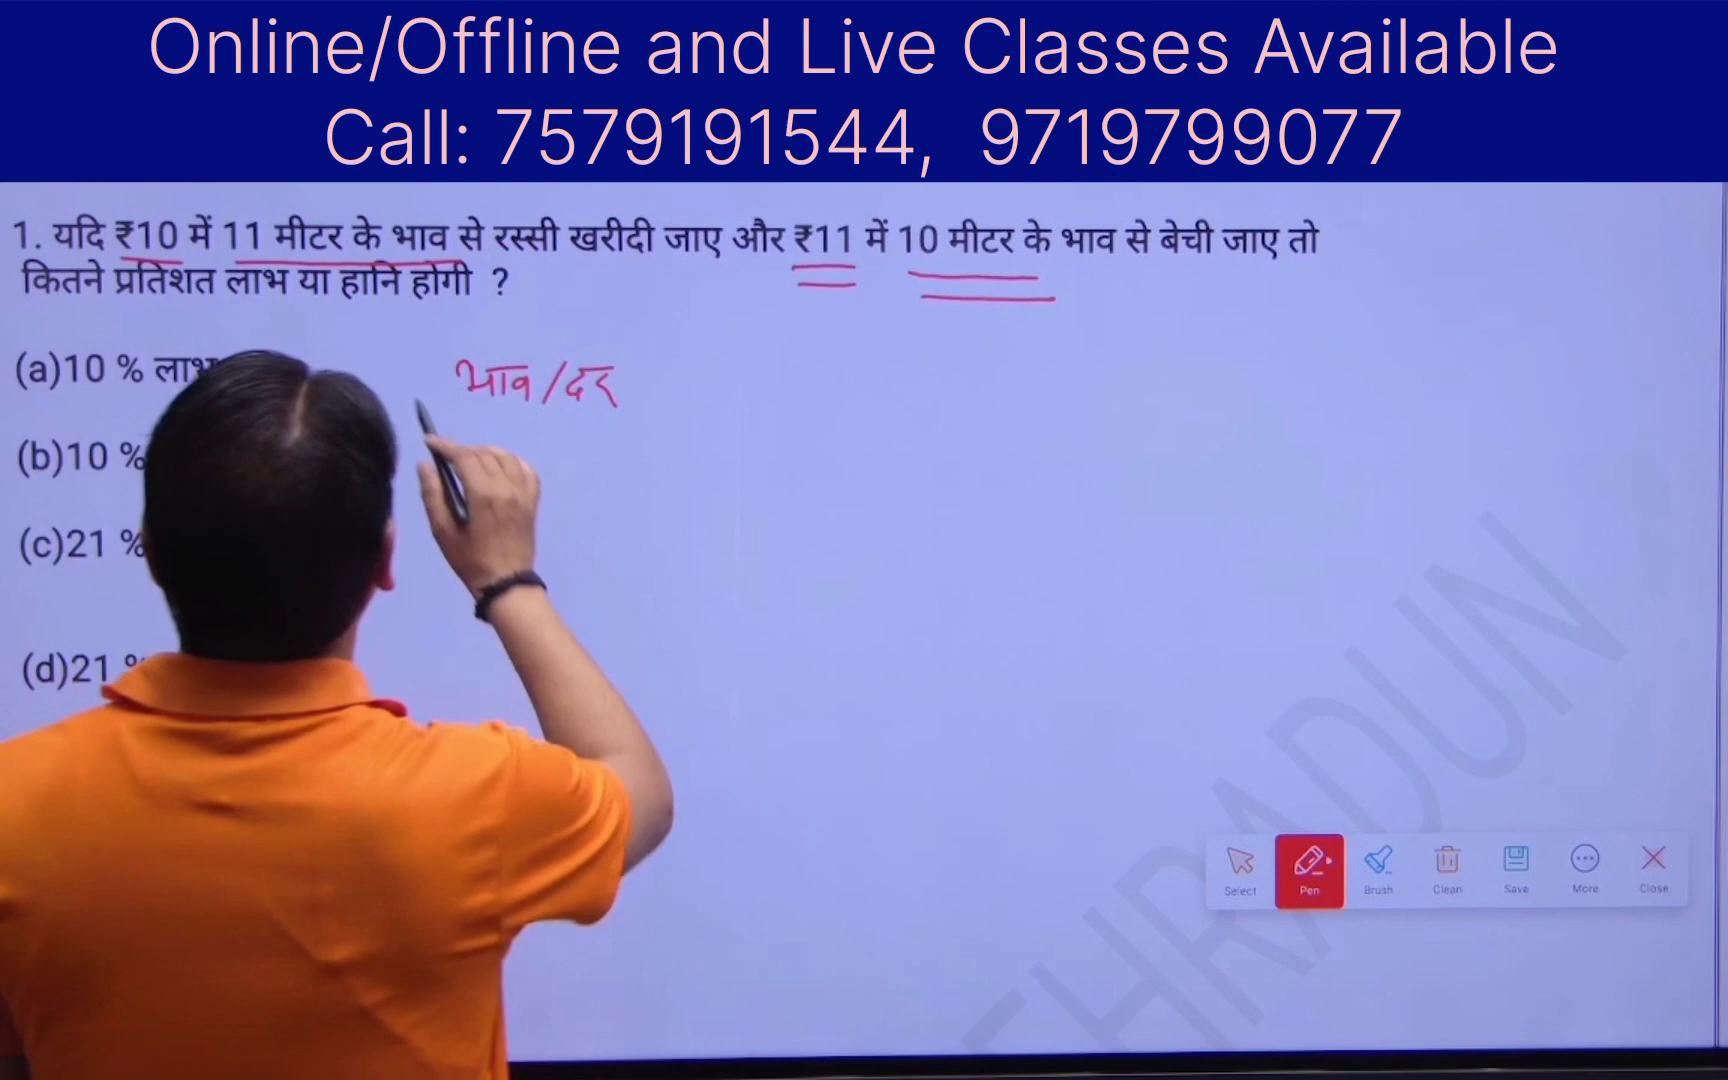 Online/Offline and Live Classes Available
Call: 7579191544, 9719799077
1. यदि ₹10 में 11 मीटर के भाव से रस्सी खरीदी जाए और ₹11 में 10 मीटर के भाव से बेची जाए तो
कितने प्रतिशत लाभ या हानि होगी ?
(a)10 % लाभ
भाव/दर
(b)10 %
(c)21 %
(d)21 %
Select Pen Brush Clean Save More Close
EHRADUN